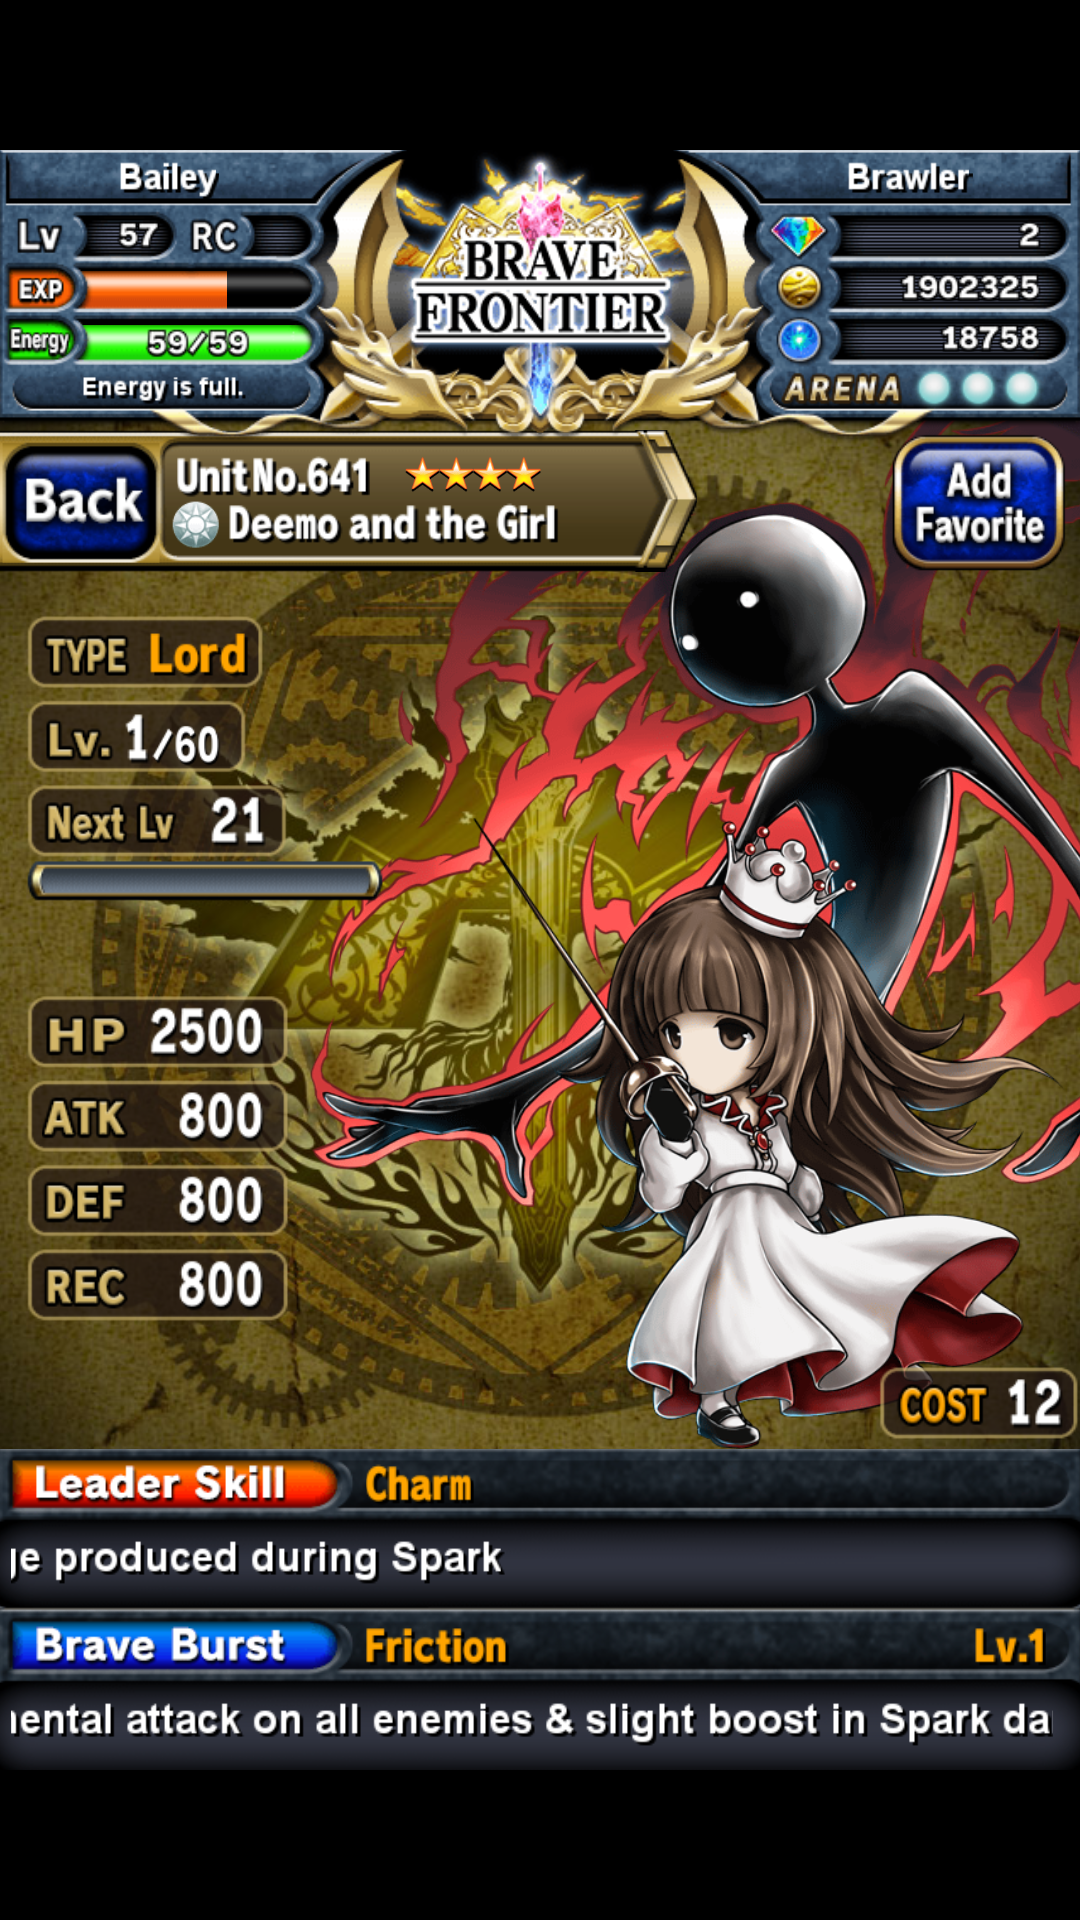 Bailey
Brawler
Lv 57 RC
EXP
Energy 59/59
Energy is full.
BRAVE
FRONTIER
2
1902325
18758
ARENA
Back
Unit No.641
Deemo and the Girl
Add
Favorite
TYPE Lord
Lv. 1/60
Next Lv 21
HP 2500
ATK 800
DEF 800
REC 800
COST 12
Leader Skill Charm
produced during Spark
Brave Burst Friction Lv.1
attack on all enemies & slight boost in Spark